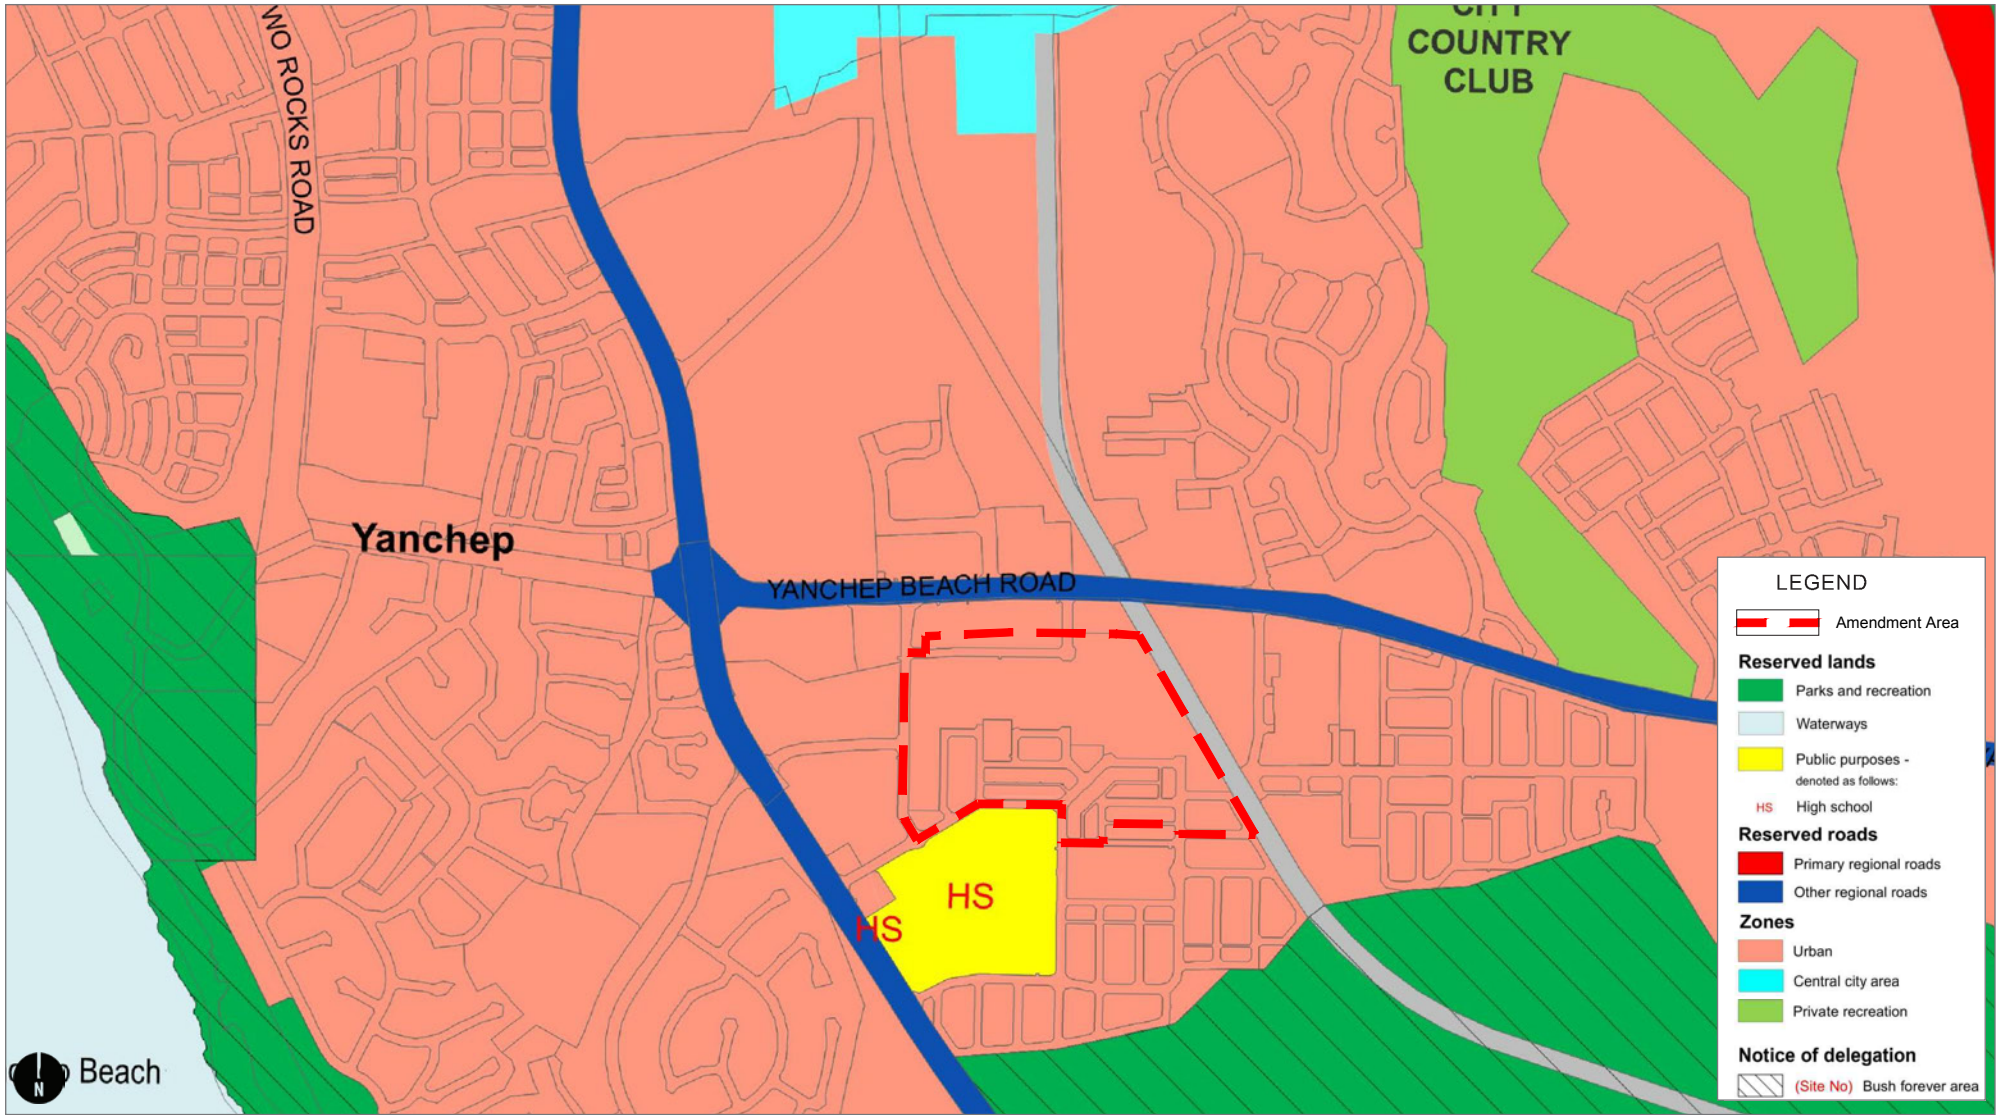 WO ROCKS ROAD
CITY
COUNTRY
CLUB
Yanchep
YANCHEP BEACH ROAD
HS
HS
Beach
N
LEGEND
Amendment Area
Reserved lands
Parks and recreation
Waterways
Public purposes -
denoted as follows:
HS High school
Reserved roads
Primary regional roads
Other regional roads
Zones
Urban
Central city area
Private recreation
Notice of delegation
(Site No) Bush forever area